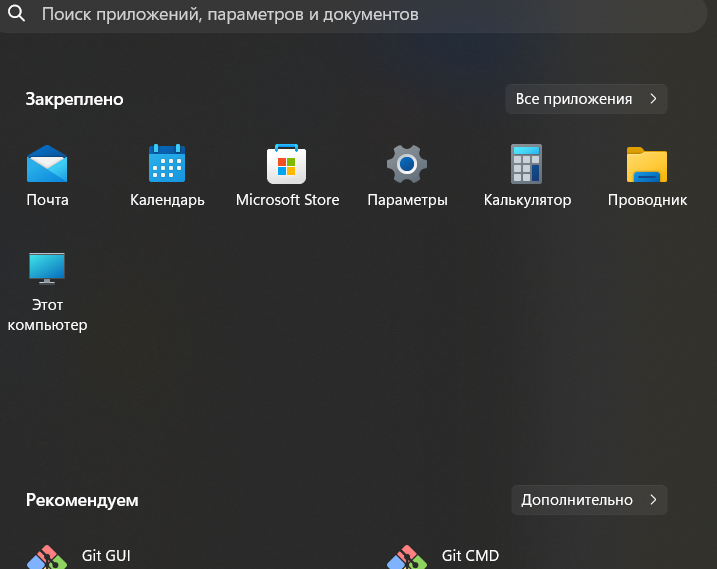 Поиск приложений, параметров и документов
Закреплено
Все приложения
Почта
Календарь
Microsoft Store
Параметры
Калькулятор
Проводник
Этот
компьютер
Рекомендуем
Дополнительно
Git GUI
Git CMD